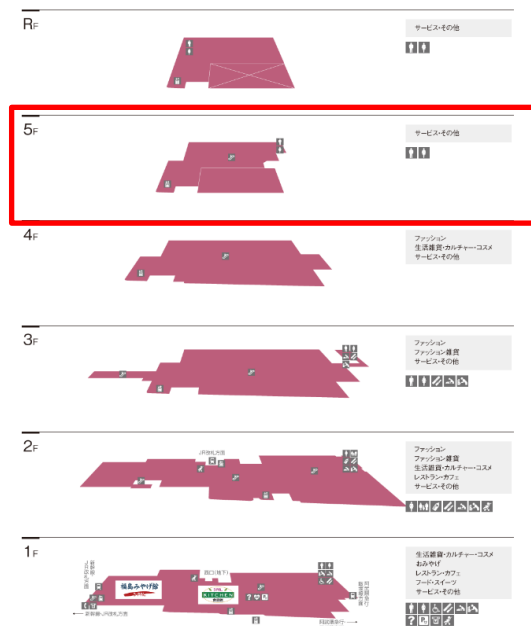 RF
サービス・その他
5F
サービス・その他
4F
ファッション
生活雑貨・カルチャー・コスメ
サービス・その他
3F
ファッション
ファッション雑貨
サービス・その他
2F
ファッション
ファッション雑貨
生活雑貨・カルチャー・コスメ
レストラン・カフェ
サービス・その他
1F
生活雑貨・カルチャー・コスメ
おみやげ
レストラン・カフェ
フード・スイーツ
サービス・その他
西口(地下)
福島みやげ館
KITCHEN